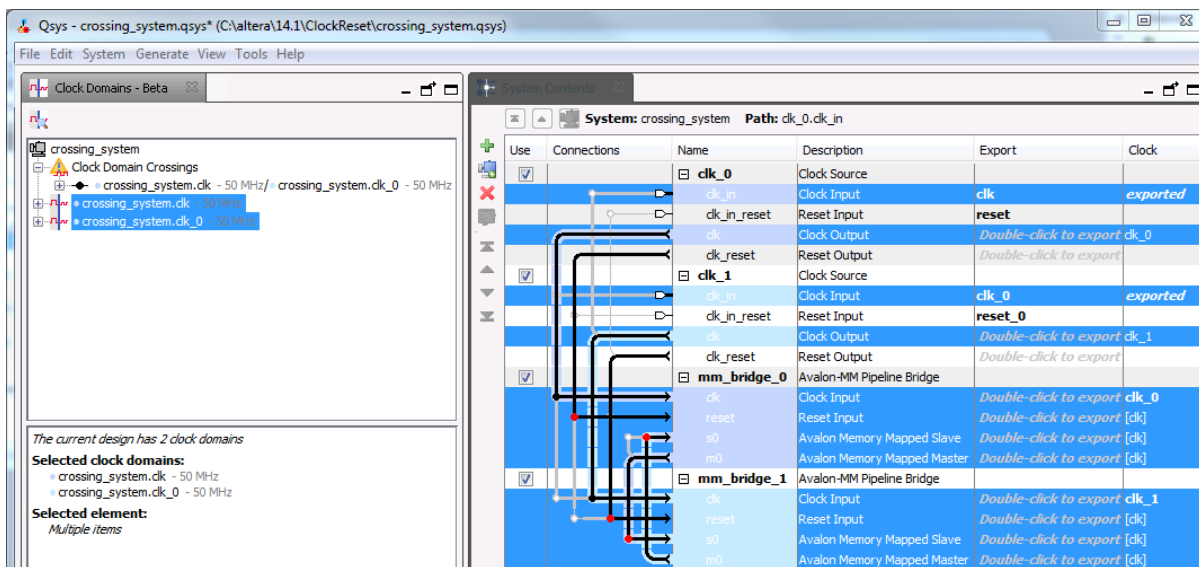 Qsys - crossing_system.qsys* (C:\altera\14.1\ClockReset\crossing_system.qsys)
File Edit System Generate View Tools Help
Clock Domains - Beta
crossing_system
Clock Domain Crossings
crossing_system.clk - 50 MHz/ crossing_system.clk_0 - 50 MHz
crossing_system.clk - 50 MHz
crossing_system.clk_0 - 50 MHz
The current design has 2 clock domains
Selected clock domains:
crossing_system.clk - 50 MHz
crossing_system.clk_0 - 50 MHz
Selected element:
Multiple items
System Contents
System: crossing_system Path: clk_0.clk_in
Use Connections Name Description Export Clock
clk_0 Clock Source
clk_in Clock Input clk exported
clk_in_reset Reset Input reset
clk Clock Output Double-click to export clk_0
clk_reset Reset Output Double-click to export
clk_1 Clock Source
clk_in Clock Input clk_0 exported
clk_in_reset Reset Input reset_0
clk Clock Output Double-click to export clk_1
clk_reset Reset Output Double-click to export
mm_bridge_0 Avalon-MM Pipeline Bridge
clk Clock Input Double-click to export clk_0
reset Reset Input Double-click to export [clk]
s0 Avalon Memory Mapped Slave Double-click to export [clk]
m0 Avalon Memory Mapped Master Double-click to export [clk]
mm_bridge_1 Avalon-MM Pipeline Bridge
clk Clock Input Double-click to export clk_1
reset Reset Input Double-click to export [clk]
s0 Avalon Memory Mapped Slave Double-click to export [clk]
m0 Avalon Memory Mapped Master Double-click to export [clk]